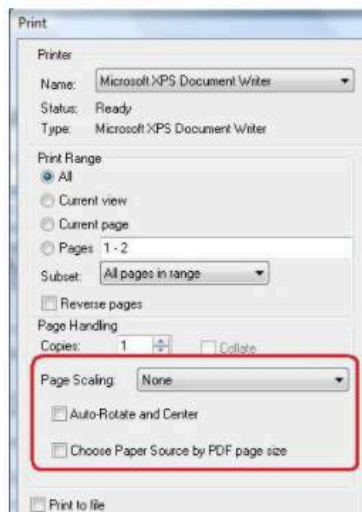 Print
Printer
Name: Microsoft XPS Document Writer
Status: Ready
Type: Microsoft XPS Document Writer
Print Range
All
Current view
Current page
Pages 1 - 2
Subset: All pages in range
Reverse pages
Page Handling
Copies: 1 Collate
Page Scaling: None
Auto-Rotate and Center
Choose Paper Source by PDF page size
Print to file